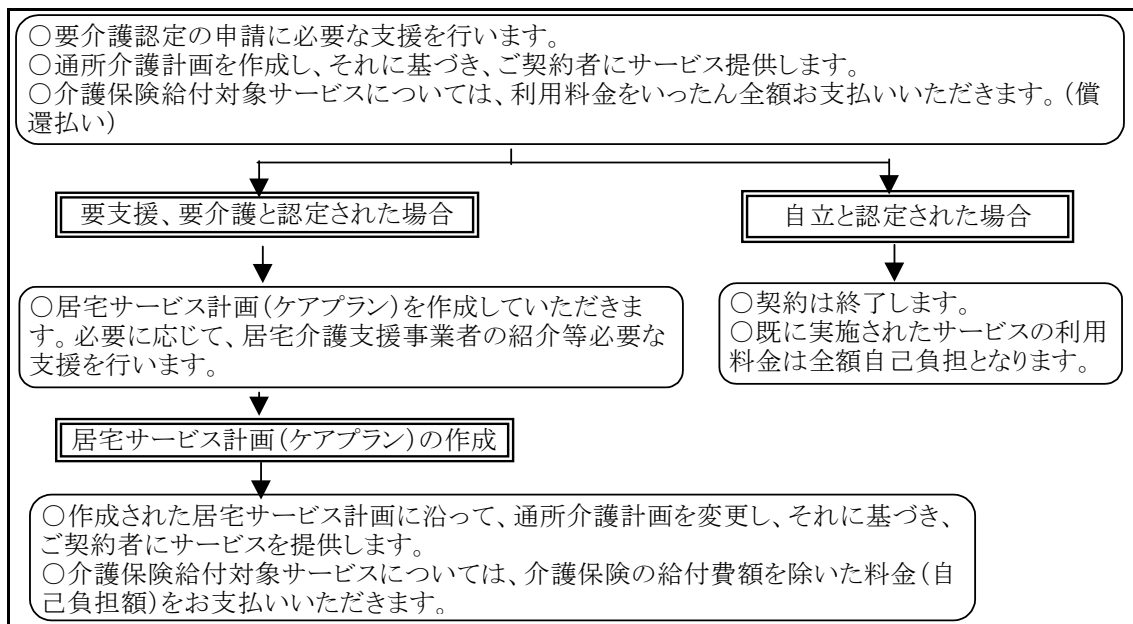 ○要介護認定の申請に必要な支援を行います。
○通所介護計画を作成し、それに基づき、ご契約者にサービス提供します。
○介護保険給付対象サービスについては、利用料金をいったん全額お支払いいただきます。(償
還払い)
要支援、要介護と認定された場合
自立と認定された場合
○居宅サービス計画(ケアプラン)を作成していただきま
す。必要に応じて、居宅介護支援事業者の紹介等必要な
支援を行います。
○契約は終了します。
○既に実施されたサービスの利用
料金は全額自己負担となります。
居宅サービス計画(ケアプラン)の作成
○作成された居宅サービス計画に沿って、通所介護計画を変更し、それに基づき、
ご契約者にサービスを提供します。
○介護保険給付対象サービスについては、介護保険の給付費額を除いた料金(自
己負担額)をお支払いいただきます。